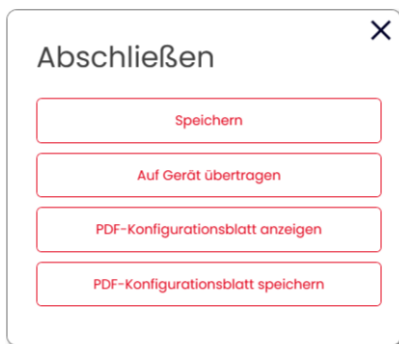 Abschließen
Speichern
Auf Gerät übertragen
PDF-Konfigurationsblatt anzeigen
PDF-Konfigurationsblatt speichern